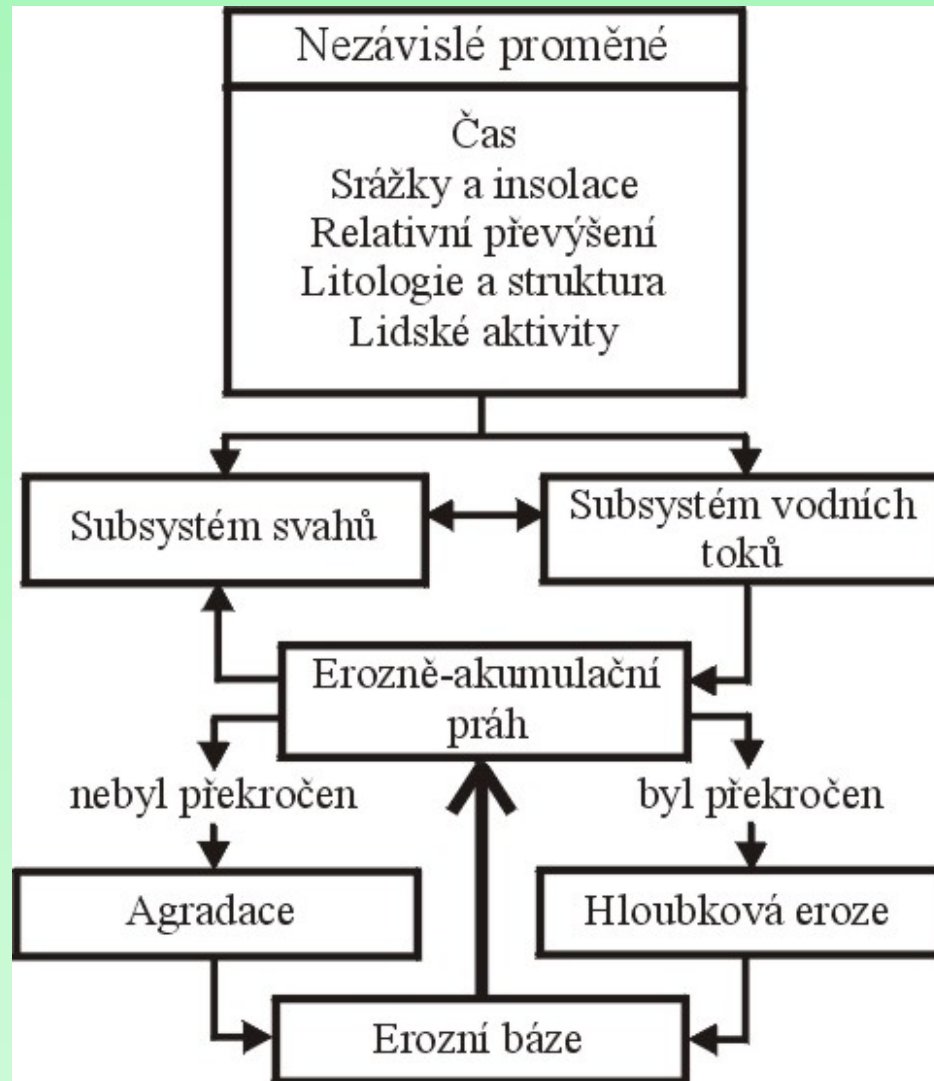 Nezávislé proměné
Čas
Srážky a insolace
Relativní převýšení
Litologie a struktura
Lidské aktivity
Subsystém svahů
Subsystém vodních
toků
Erozně-akumulační
práh
nebyl překročen
byl překročen
Agradace
Hloubková eroze
Erozní báze